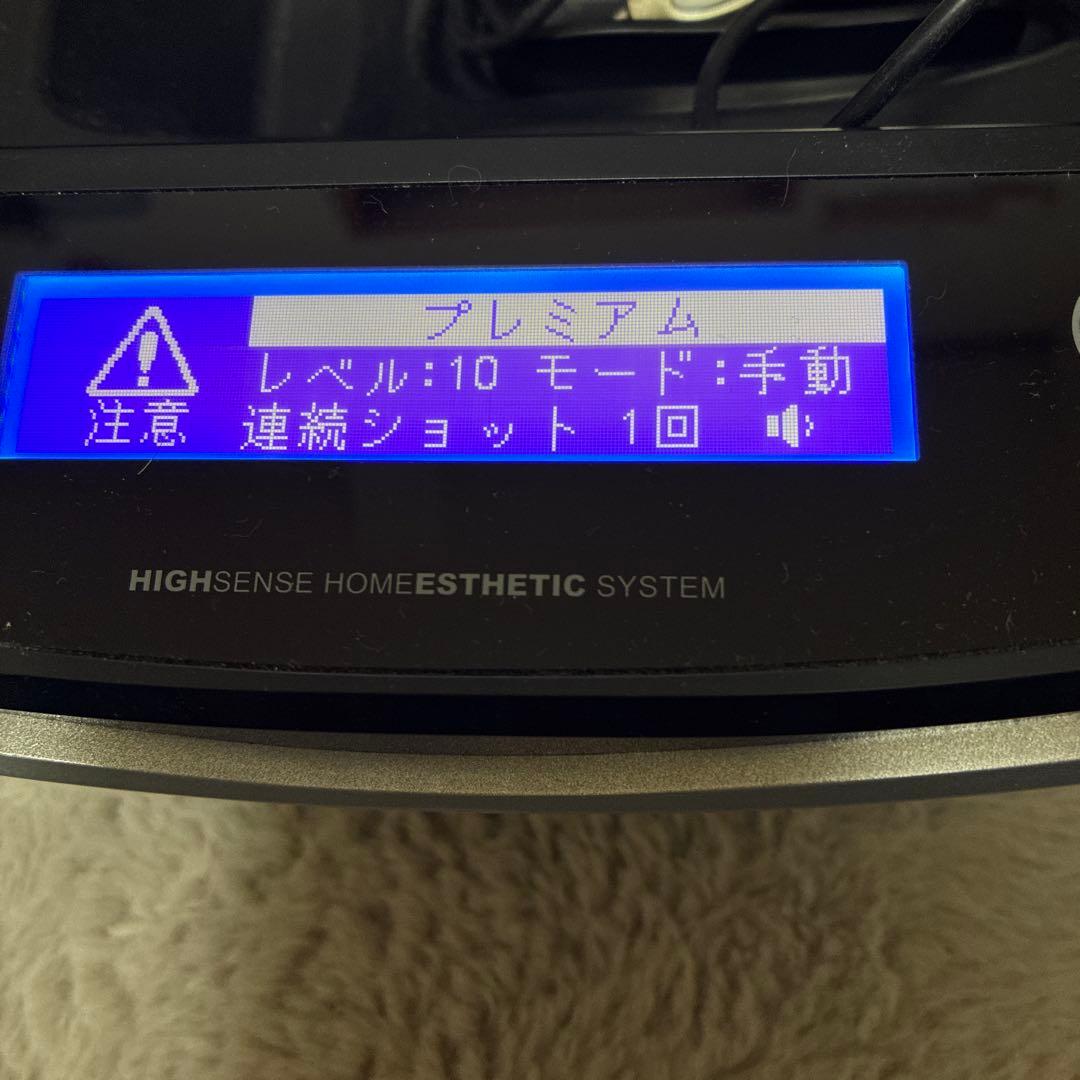 プレミアム
レベル:10 モード:手動
注意
連続ショット 1回
HIGHSENSE HOMEESTHETIC SYSTEM